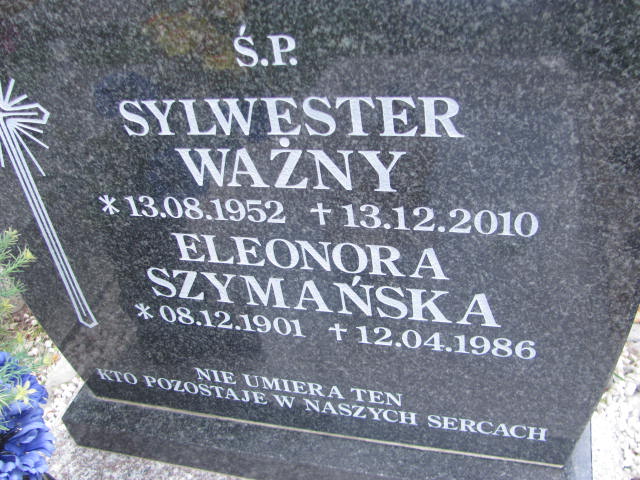 Ś.P.
SYLWESTER
WAŻNY
* 13.08.1952 † 13.12.2010
ELEONORA
SZYMAŃSKA
* 08.12.1901 † 12.04.1986
NIE UMIERA TEN
KTO POZOSTAJE W NASZYCH SERCACH